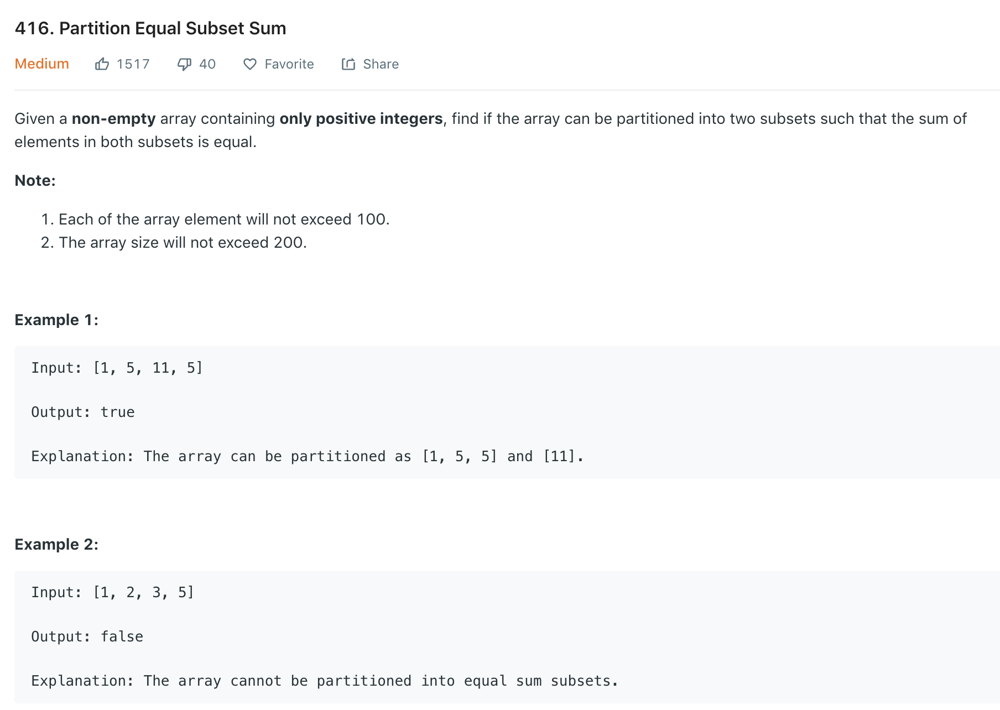 416. Partition Equal Subset Sum
Medium 1517 40 Favorite Share
Given a non-empty array containing only positive integers, find if the array can be partitioned into two subsets such that the sum of
elements in both subsets is equal.
Note:
1. Each of the array element will not exceed 100.
2. The array size will not exceed 200.
Example 1:
Input: [1, 5, 11, 5]
Output: true
Explanation: The array can be partitioned as [1, 5, 5] and [11].
Example 2:
Input: [1, 2, 3, 5]
Output: false
Explanation: The array cannot be partitioned into equal sum subsets.